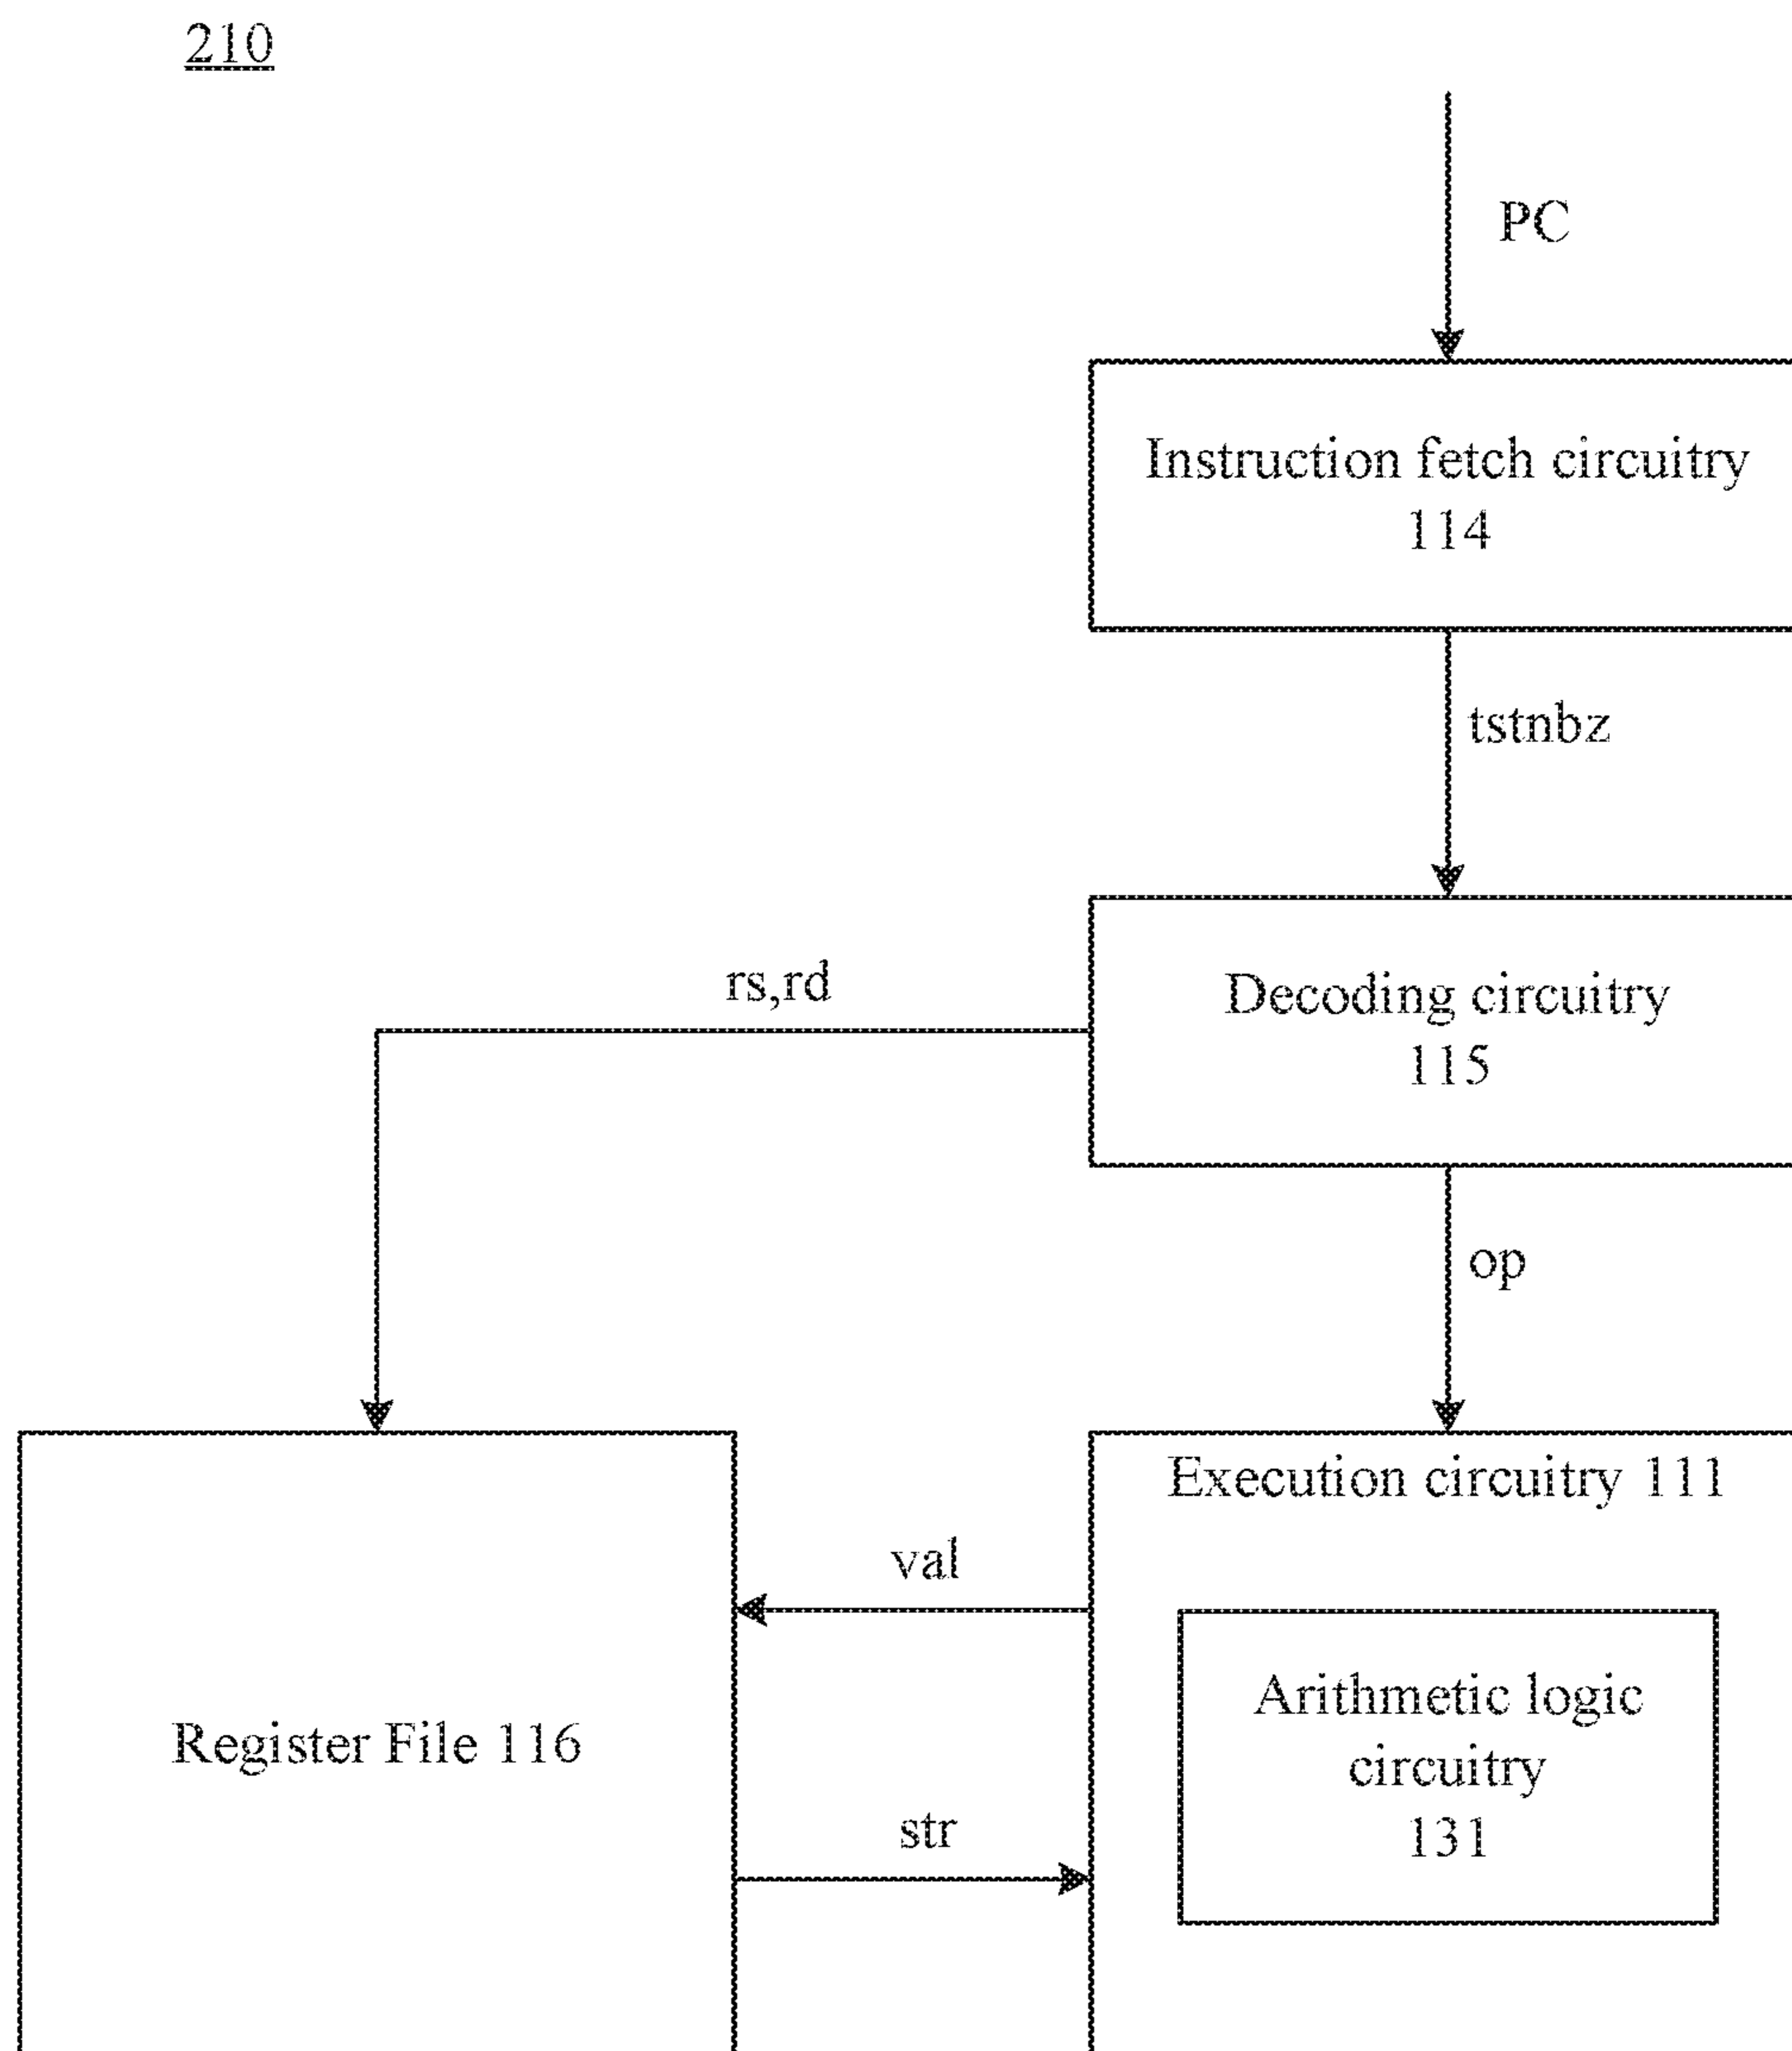 210
PC
Instruction fetch circuitry
114
tstnbz
rs,rd
Decoding circuitry
115
op
Execution circuitry 111
val
Arithmetic logic
circuitry
131
Register File 116
str